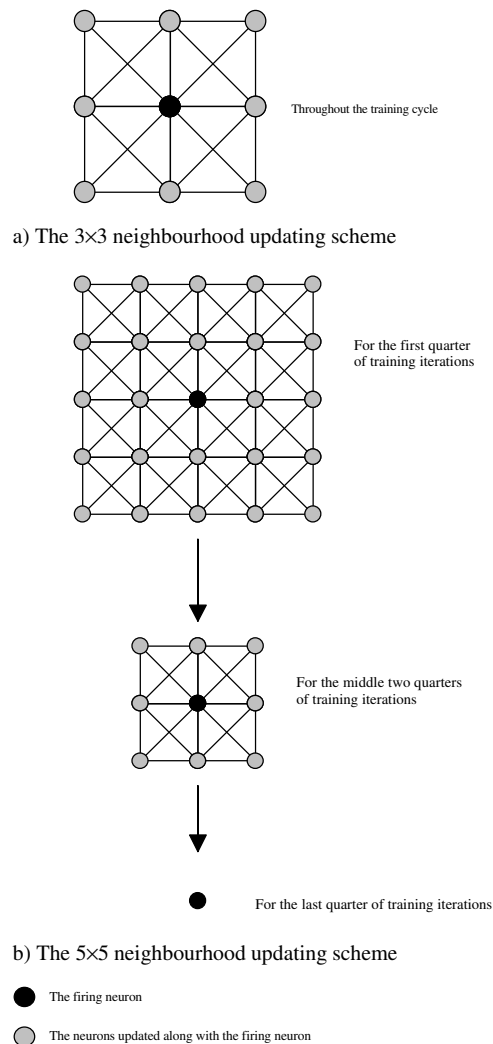 Throughout the training cycle
a) The 3×3 neighbourhood updating scheme
For the first quarter
of training iterations
For the middle two quarters
of training iterations
For the last quarter of training iterations
b) The 5×5 neighbourhood updating scheme
The firing neuron
The neurons updated along with the firing neuron